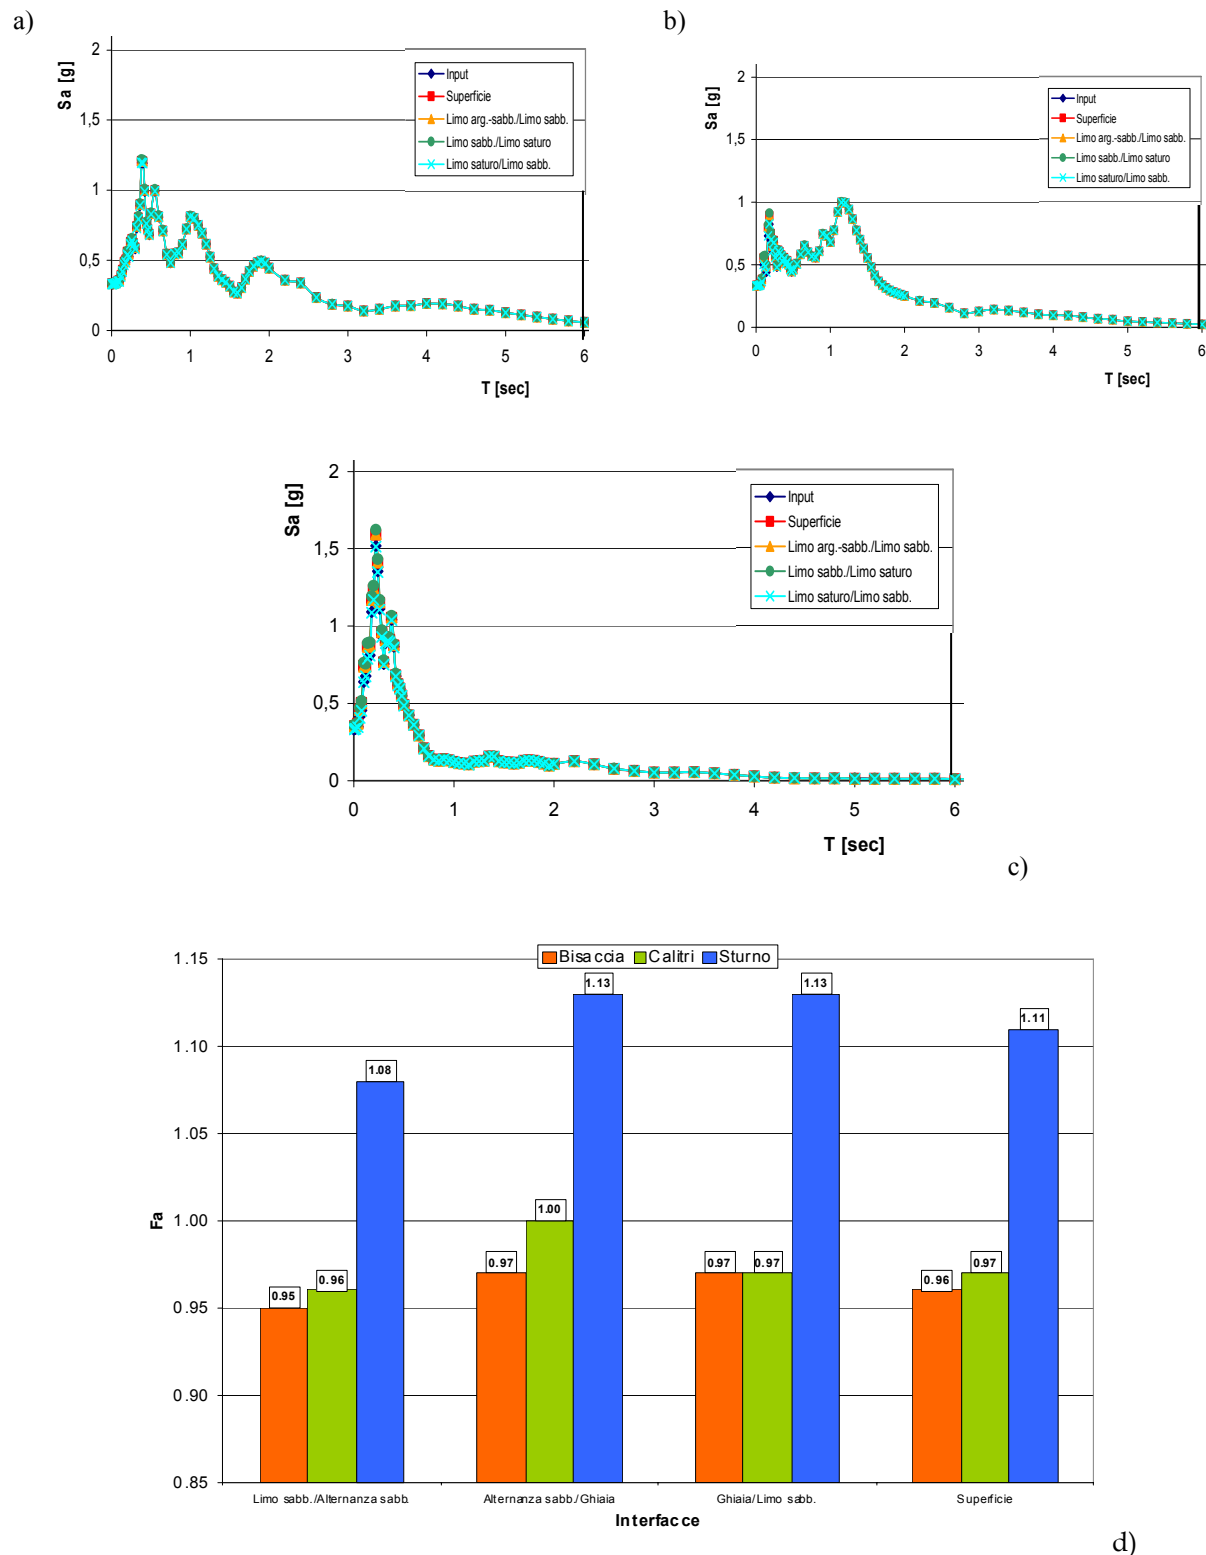 a)
b)
Sa [g]
2
1,5
1
0,5
0
Input
Superficie
Limo arg.-sabb./Limo sabb.
Limo sabb./Limo saturo
Limo saturo/Limo sabb.
0 1 2 3 4 5 6
T [sec]
Sa [g]
2
1,5
1
0,5
0
Input
Superficie
Limo arg.-sabb./Limo sabb.
Limo sabb./Limo saturo
Limo saturo/Limo sabb.
0 1 2 3 4 5 6
T [sec]
Sa [g]
2
1,5
1
0,5
0
Input
Superficie
Limo arg.-sabb./Limo sabb.
Limo sabb./Limo saturo
Limo saturo/Limo sabb.
0 1 2 3 4 5 6
T [sec]
c)
Bisaccia Calitri Sturno
Fa
1.15
1.10
1.05
1.00
0.95
0.90
0.85
0.95 0.96 1.08
0.97 1.00 1.13
0.97 0.97 1.13
0.96 0.97 1.11
Limo sabb./Alternanza sabb. Alternanza sabb./Ghiaia Ghiaia/Limo sabb. Superficie
Interfacce
d)